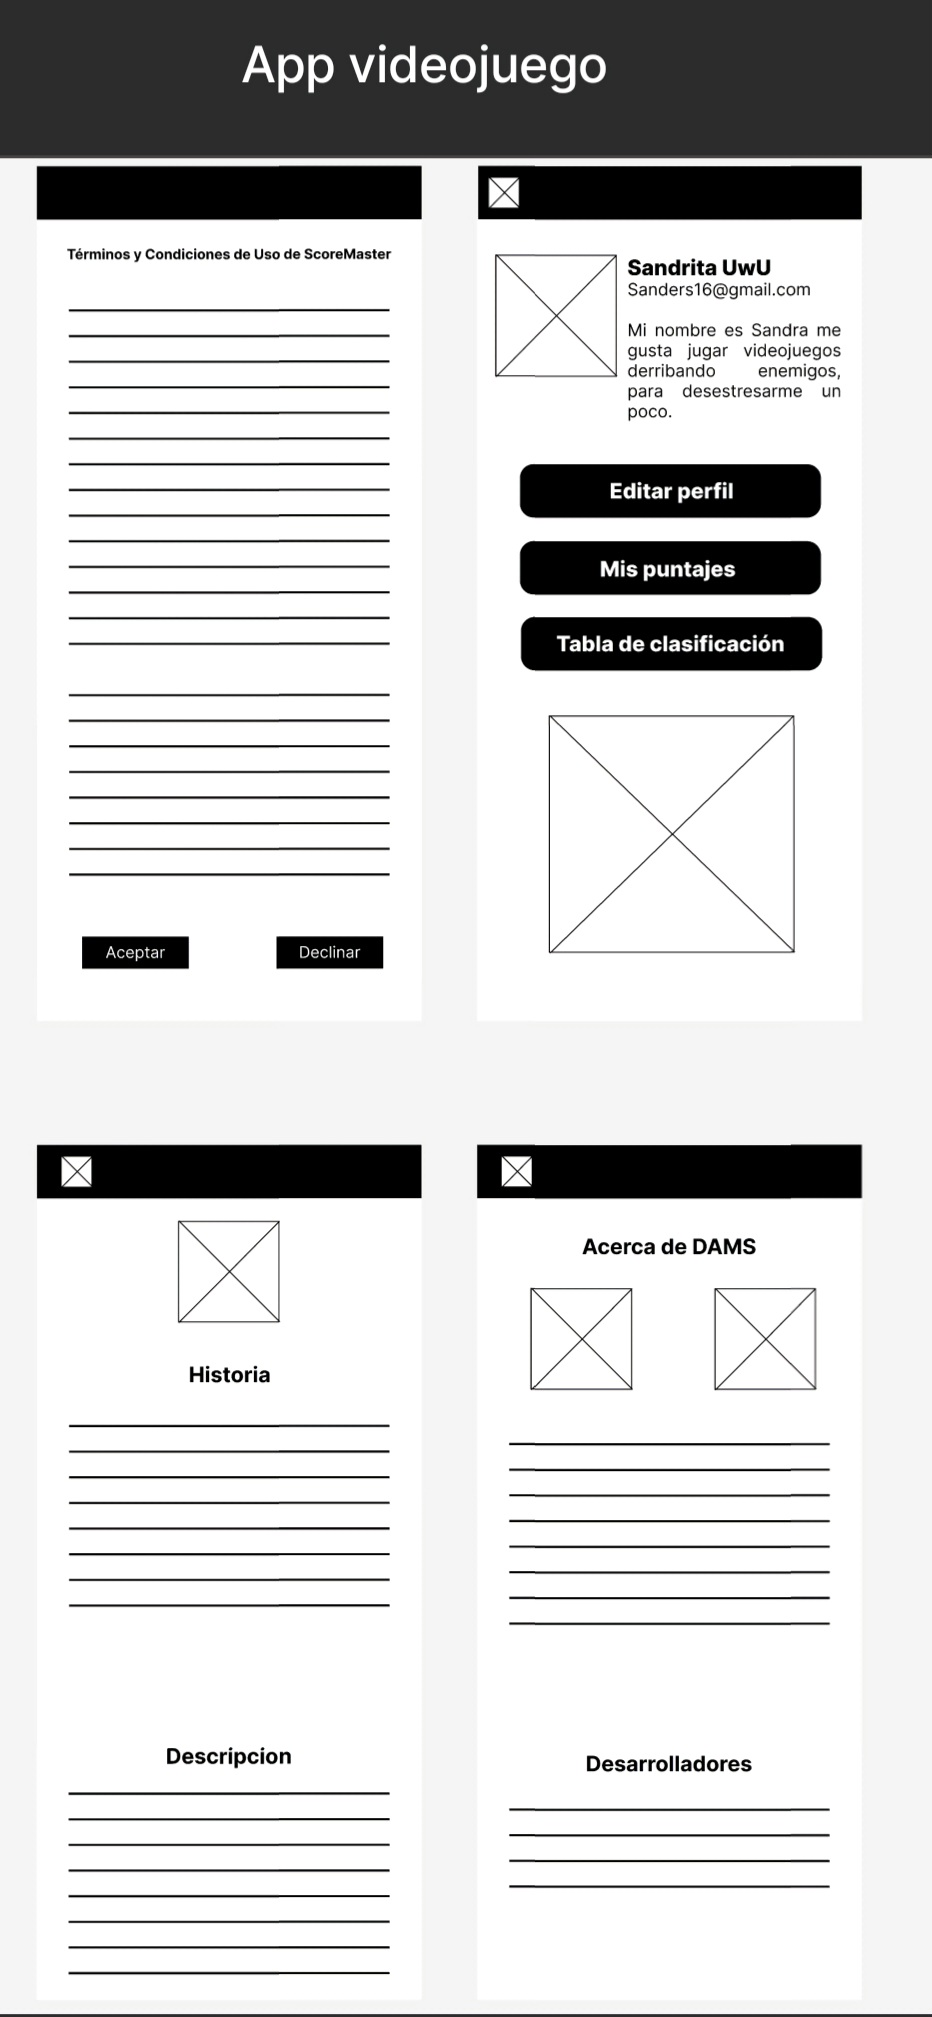 App videojuego
Términos y Condiciones de Uso de ScoreMaster
Aceptar
Declinar
Sandrita UwU
Sanders16@gmail.com
Mi nombre es Sandra me
gusta jugar videojuegos
derribando enemigos,
para desestresarme un
poco.
Editar perfil
Mis puntajes
Tabla de clasificación
Historia
Descripcion
Acerca de DAMS
Desarrolladores